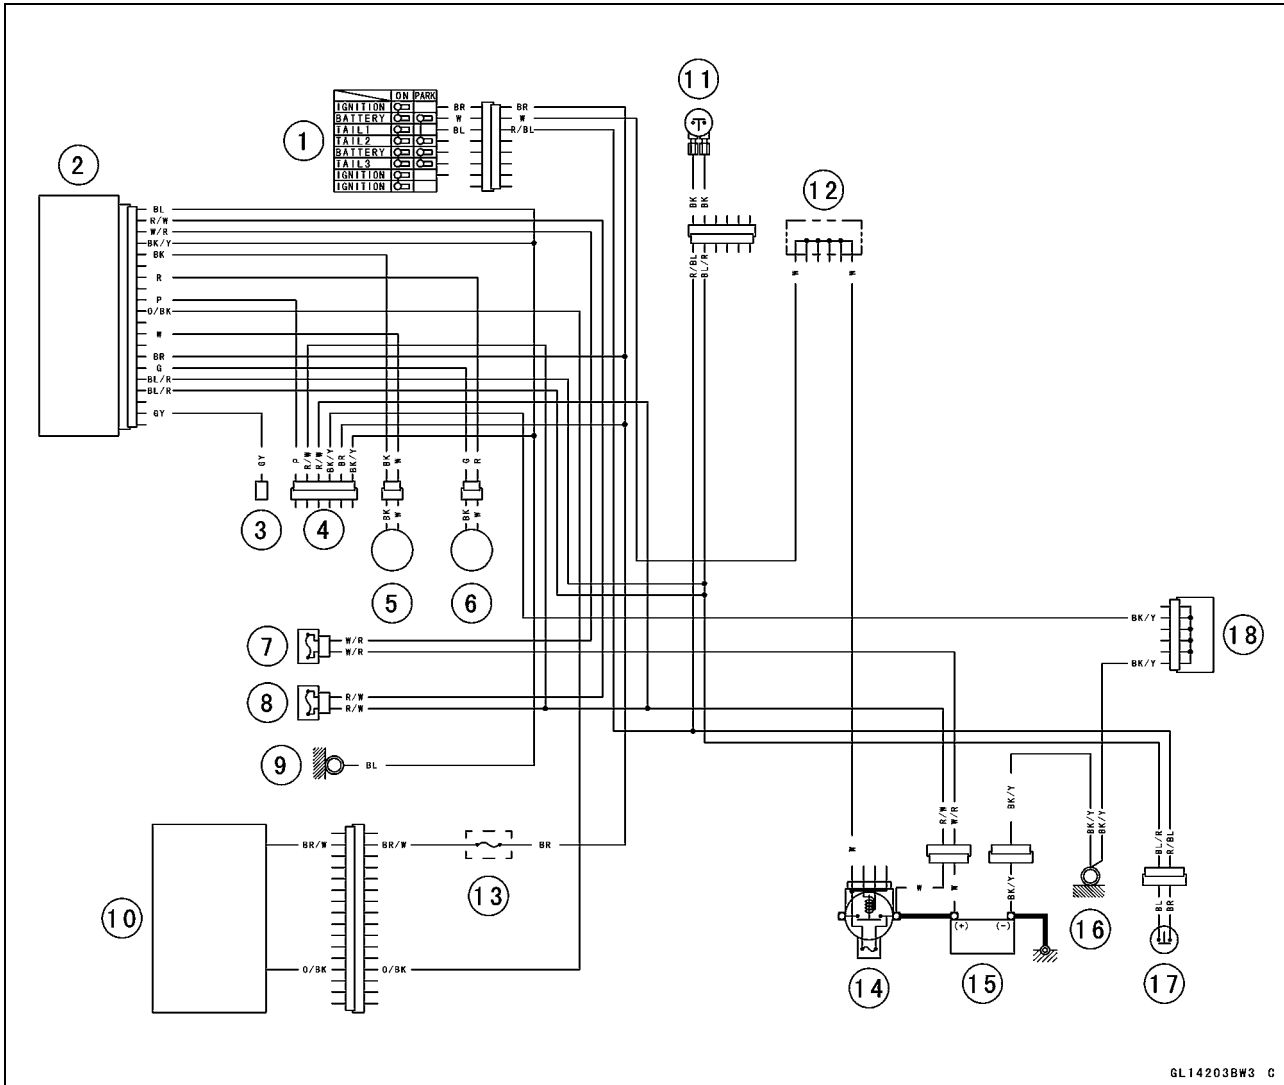 11
ON PARK
IGNITION
BATTERY
TAIL1
TAIL2
BATTERY
TAIL3
IGNITION
IGNITION
BR BR
W W
BL R/BL
1
2
12
BL
R/W
W/R
BK/Y
BK
R
P
O/BK
W
BR
G
BL/R
BL/R
GY
BK BK
R/BL BL/R
W W
GY P R/W R/W BK/Y BR BK/Y BK W G R
BK W BK W
3 4 5 6
7 W/R
W/R
8 R/W
R/W
9 BL
BK/Y
BK/Y
18
10
BR/W BR/W BR
13
O/BK O/BK
W R/W W/R BK/Y BK/Y BK/Y BL/R R/BL
W W BK/Y BL BR
(+) (-)
14 15 16 17
GL14203BW3 C